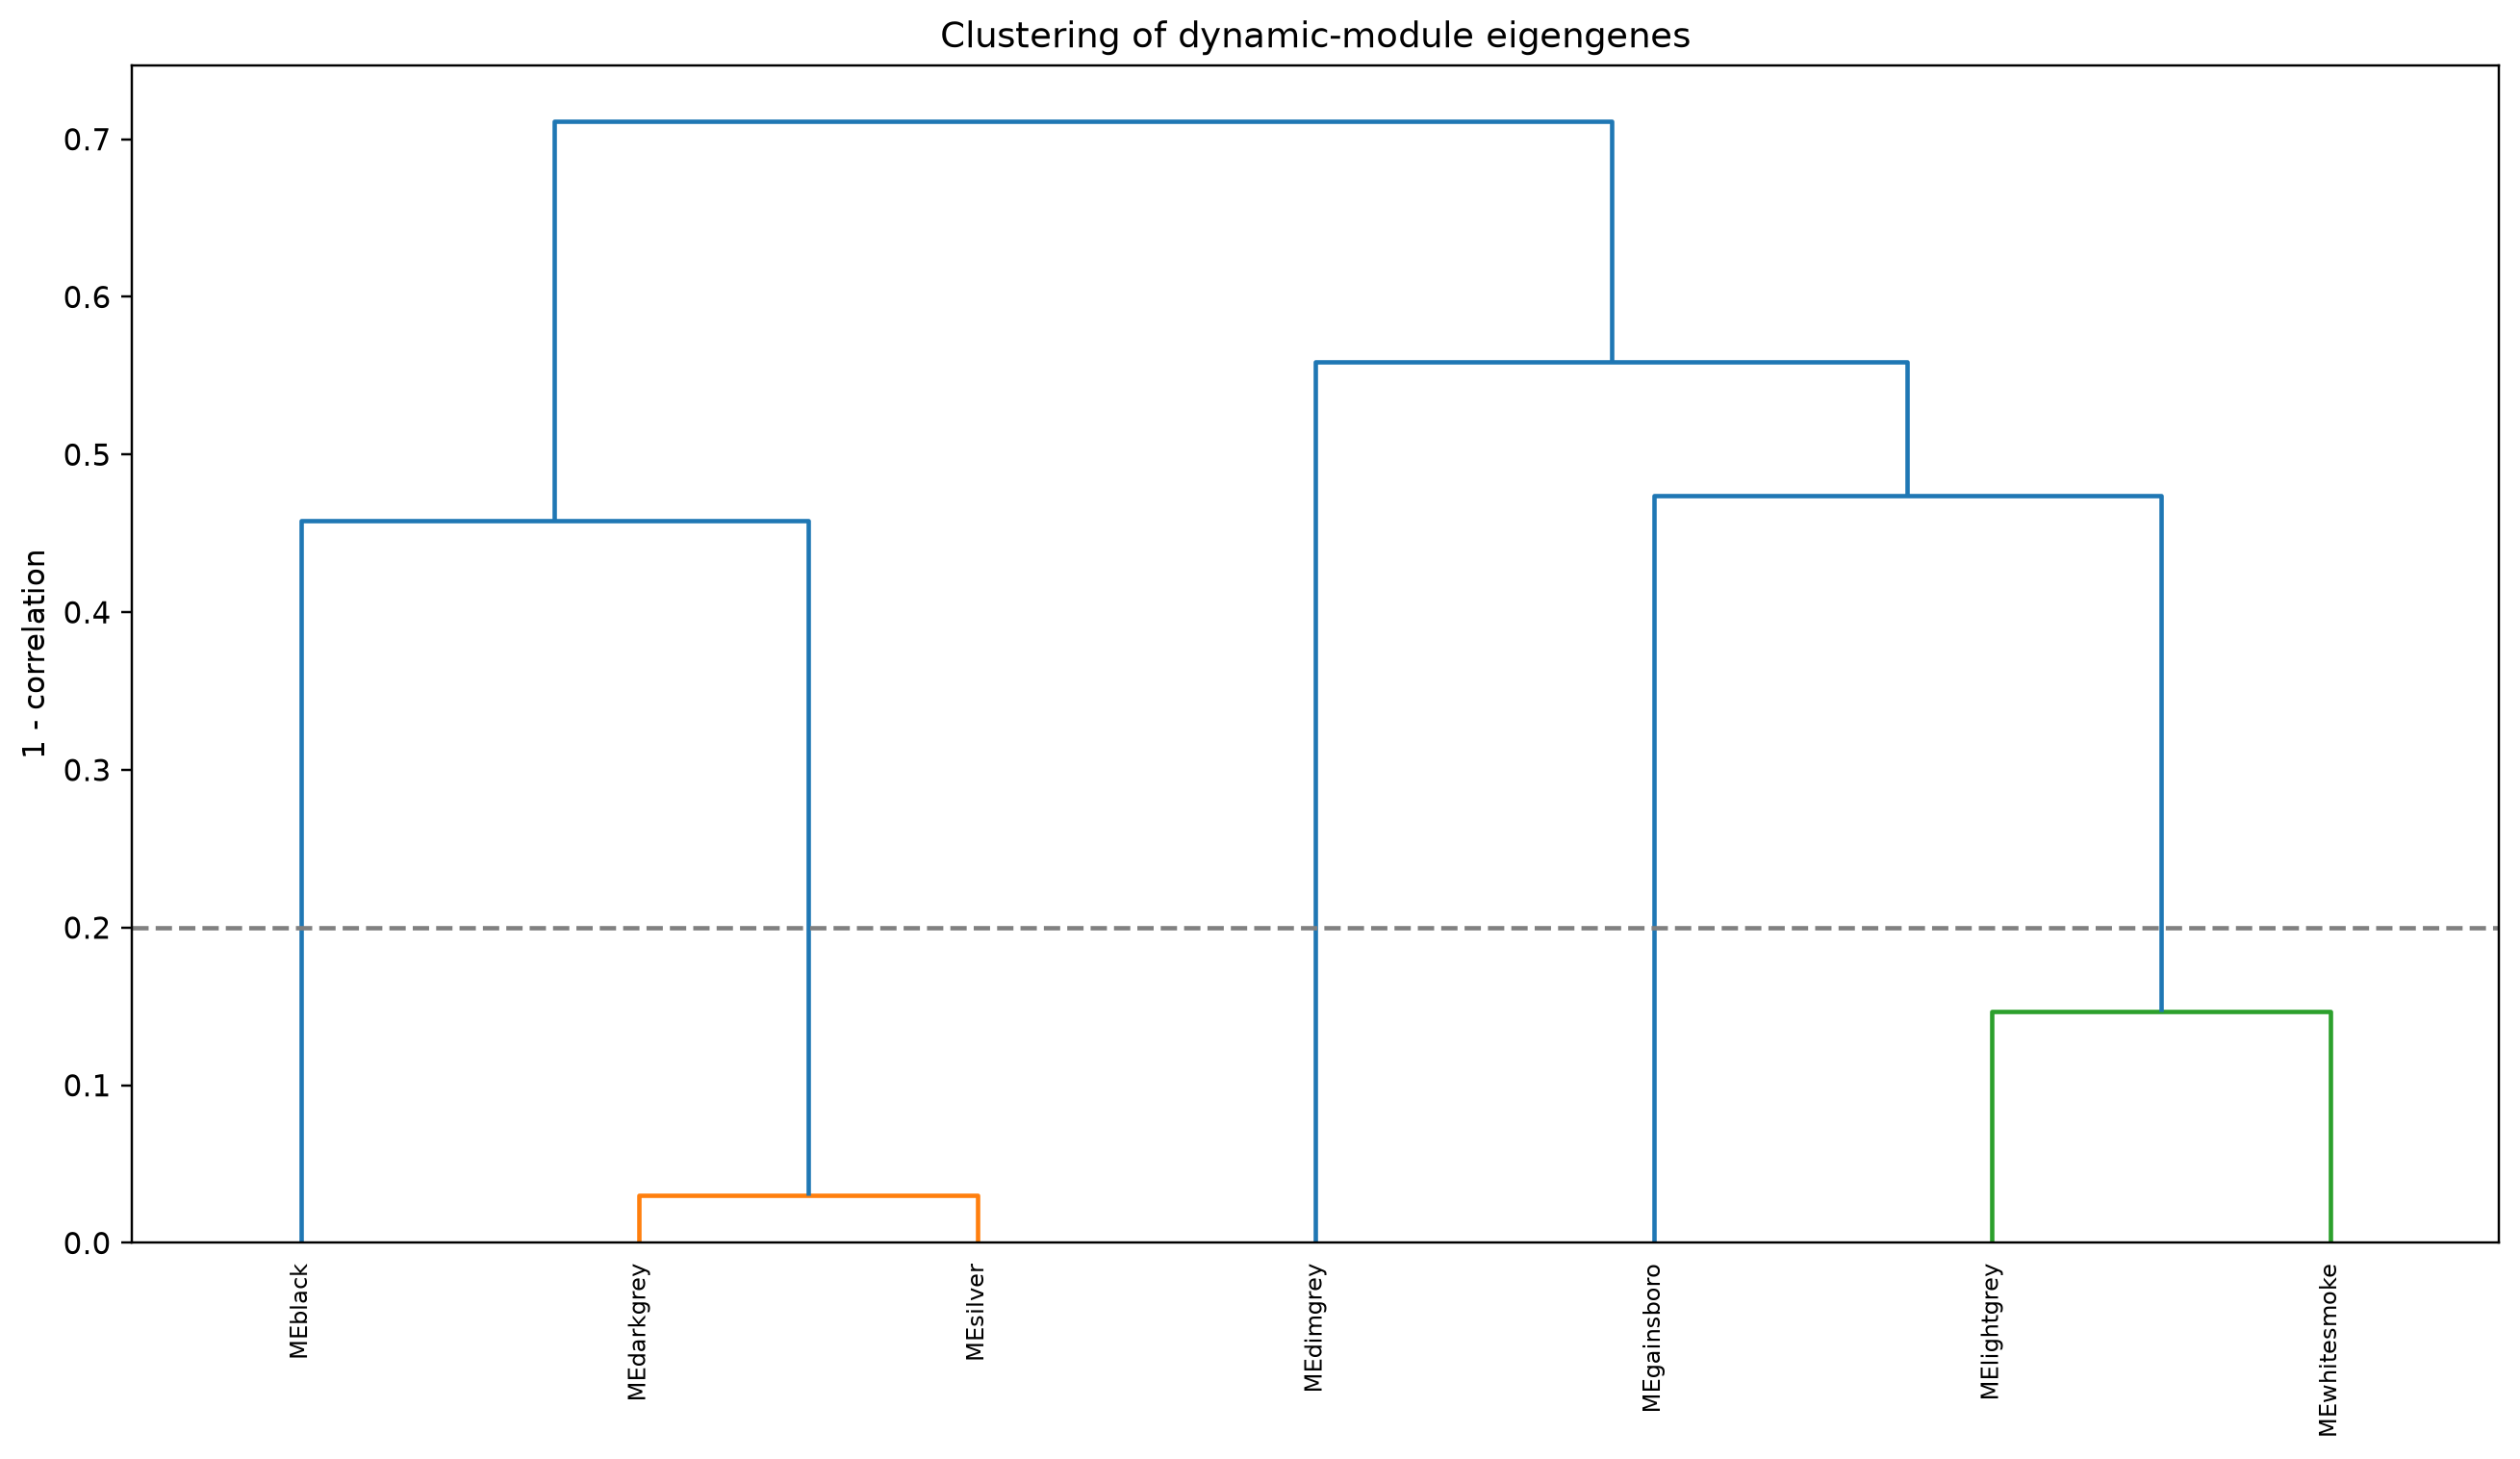 Clustering of dynamic-module eigengenes
1 - correlation
0.7
0.6
0.5
0.4
0.3
0.2
0.1
0.0
MEblack
MEdarkgrey
MEsilver
MEdimgrey
MEgainsboro
MElightgrey
MEwhitesmoke